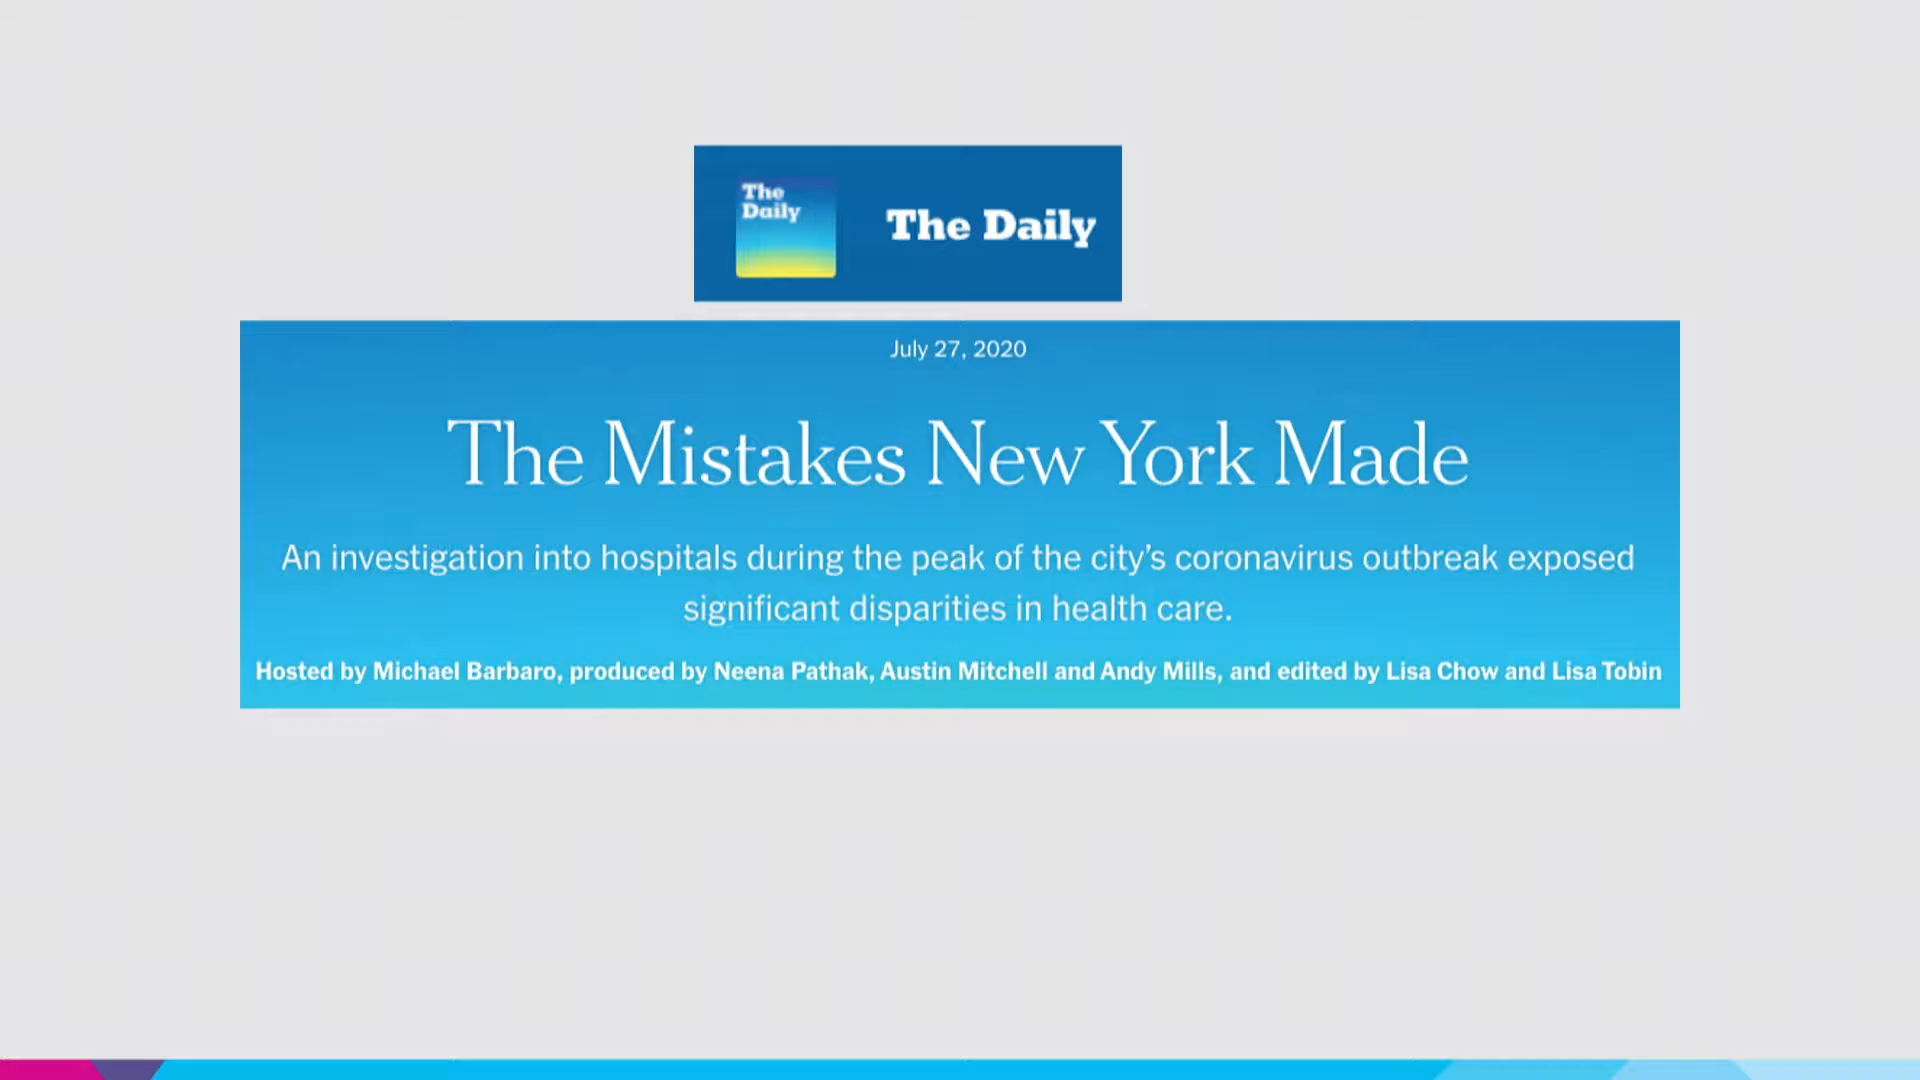 The
Daily
The Daily
July 27, 2020
The Mistakes New York Made
An investigation into hospitals during the peak of the city’s coronavirus outbreak exposed
significant disparities in health care.
Hosted by Michael Barbaro, produced by Neena Pathak, Austin Mitchell and Andy Mills, and edited by Lisa Chow and Lisa Tobin